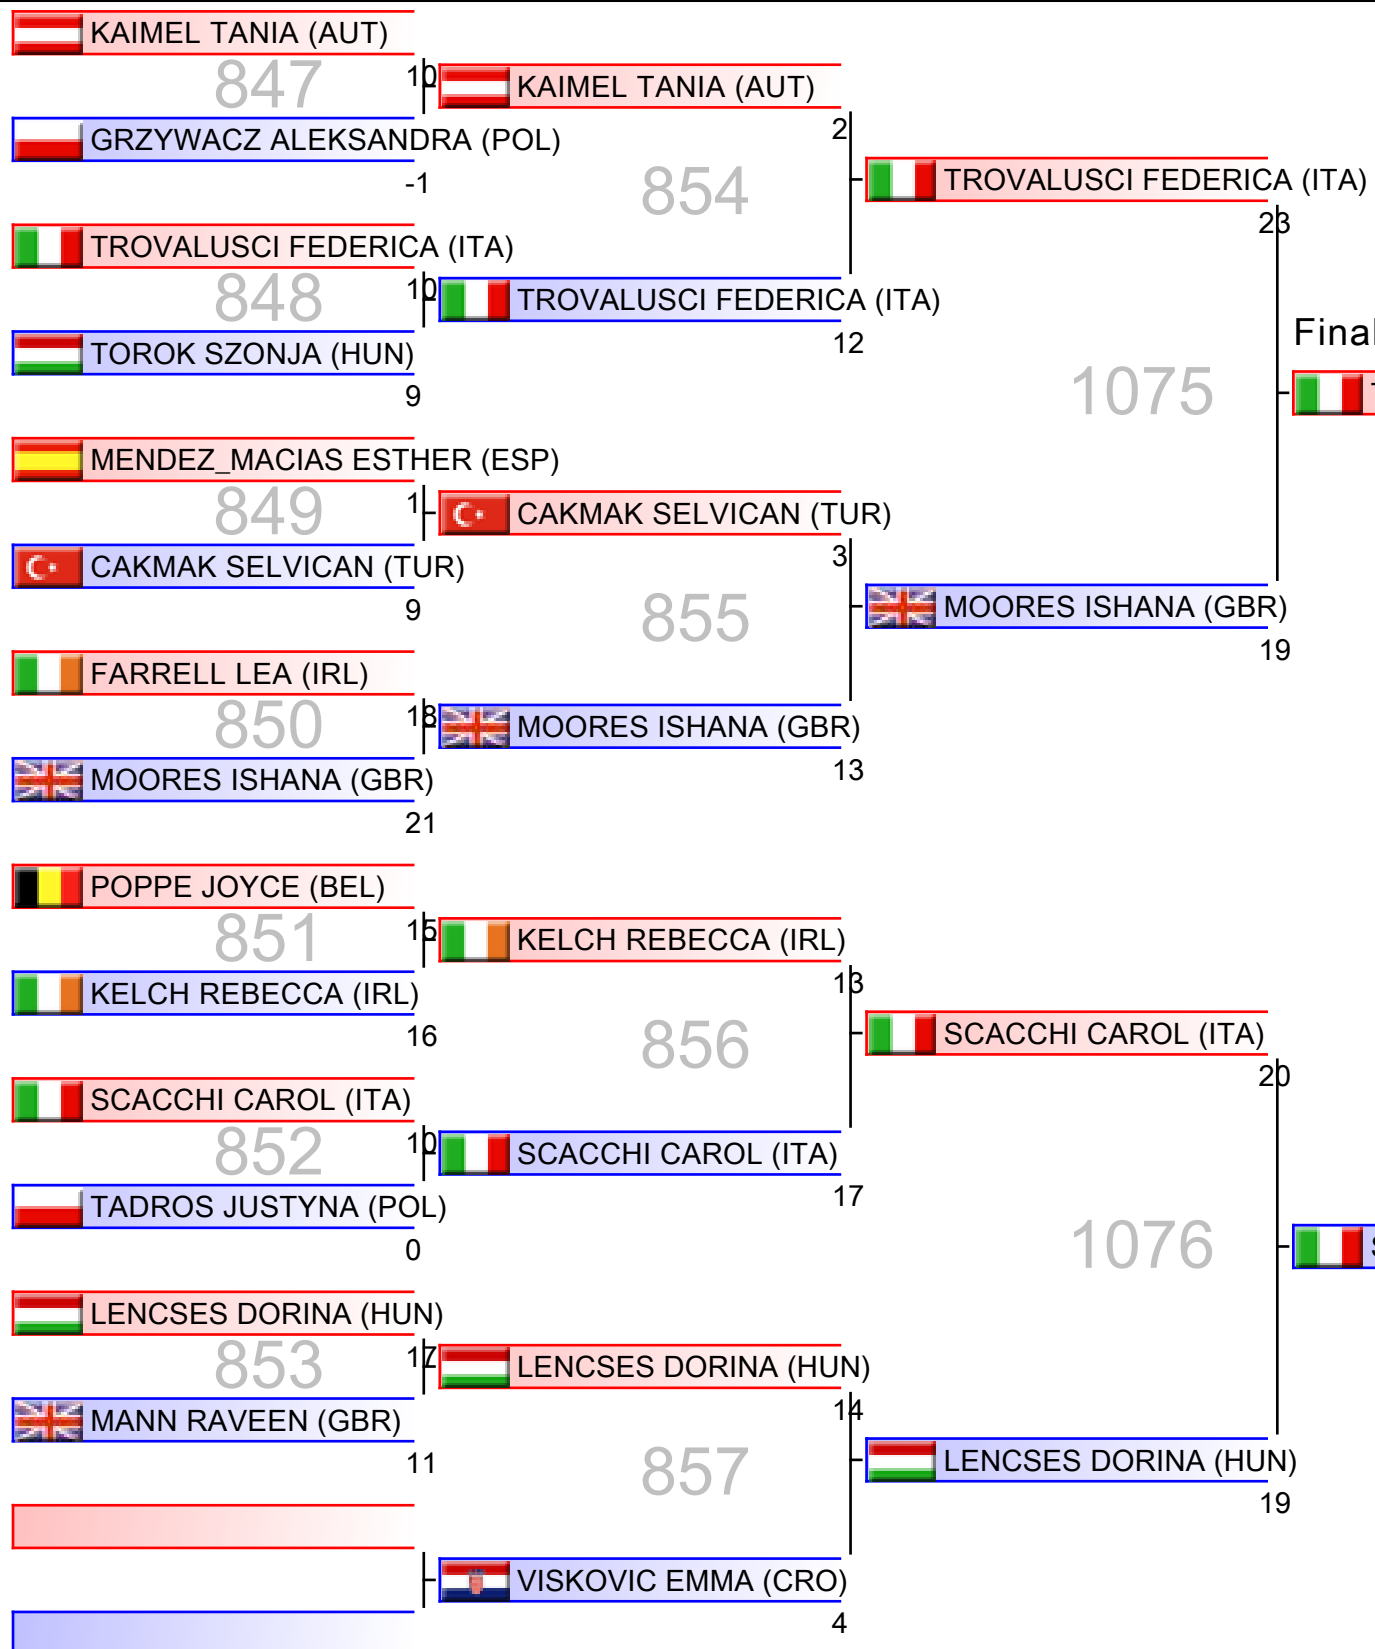 KAIMEL TANIA (AUT)
847
10
GRZYWACZ ALEKSANDRA (POL)
-1
KAIMEL TANIA (AUT)
2
854
TROVALUSCI FEDERICA (ITA)
23
TROVALUSCI FEDERICA (ITA)
848
10
TOROK SZONJA (HUN)
9
TROVALUSCI FEDERICA (ITA)
12
1075
Final
MENDEZ_MACIAS ESTHER (ESP)
849
1
CAKMAK SELVICAN (TUR)
9
CAKMAK SELVICAN (TUR)
3
855
MOORES ISHANA (GBR)
19
FARRELL LEA (IRL)
850
18
MOORES ISHANA (GBR)
21
MOORES ISHANA (GBR)
13
POPPE JOYCE (BEL)
851
15
KELCH REBECCA (IRL)
16
KELCH REBECCA (IRL)
13
856
SCACCHI CAROL (ITA)
20
SCACCHI CAROL (ITA)
852
10
TADROS JUSTYNA (POL)
0
SCACCHI CAROL (ITA)
17
1076
LENCSES DORINA (HUN)
853
17
MANN RAVEEN (GBR)
11
LENCSES DORINA (HUN)
14
857
LENCSES DORINA (HUN)
19
VISKOVIC EMMA (CRO)
4